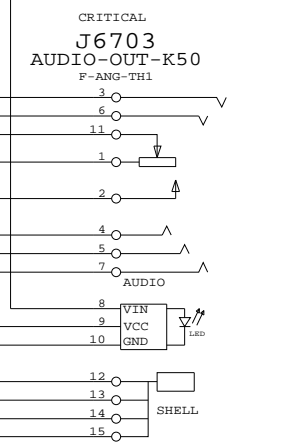 CRITICAL
J6703
AUDIO-OUT-K50
F-ANG-TH1
3
6
11
1
2
4
5
7
AUDIO
8 VIN
9 VCC
LED
10 GND
12
13
SHELL
14
15